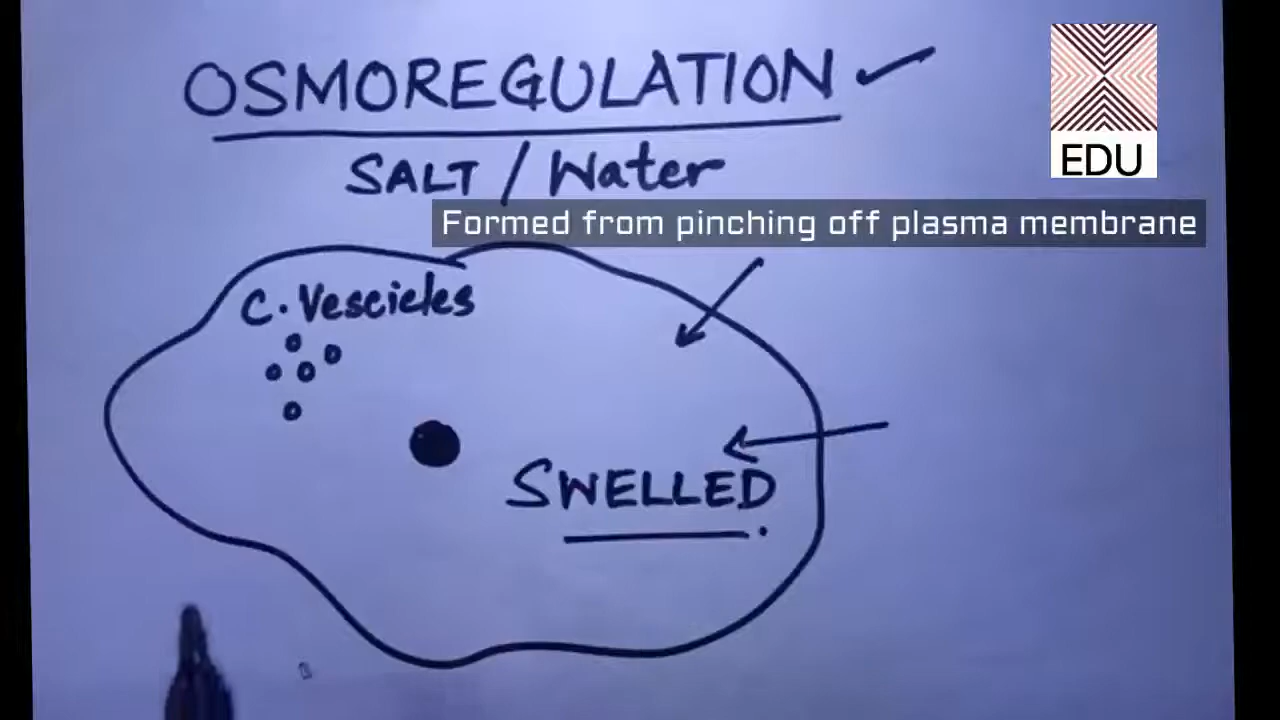 OSMOREGULATION
EDU
SALT / Water
Formed from pinching off plasma membrane
C. Vescicles
SWELLED